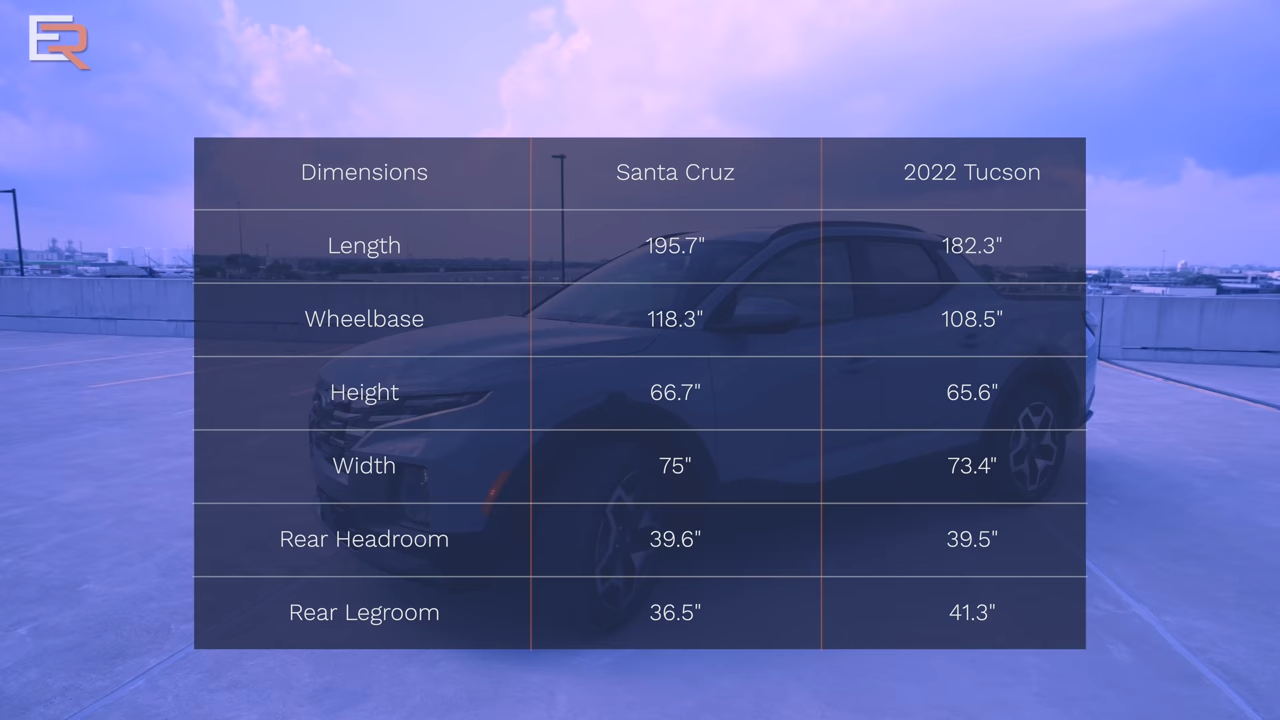 ER
Dimensions Santa Cruz 2022 Tucson
Length 195.7" 182.3"
Wheelbase 118.3" 108.5"
Height 66.7" 65.6"
Width 75" 73.4"
Rear Headroom 39.6" 39.5"
Rear Legroom 36.5" 41.3"